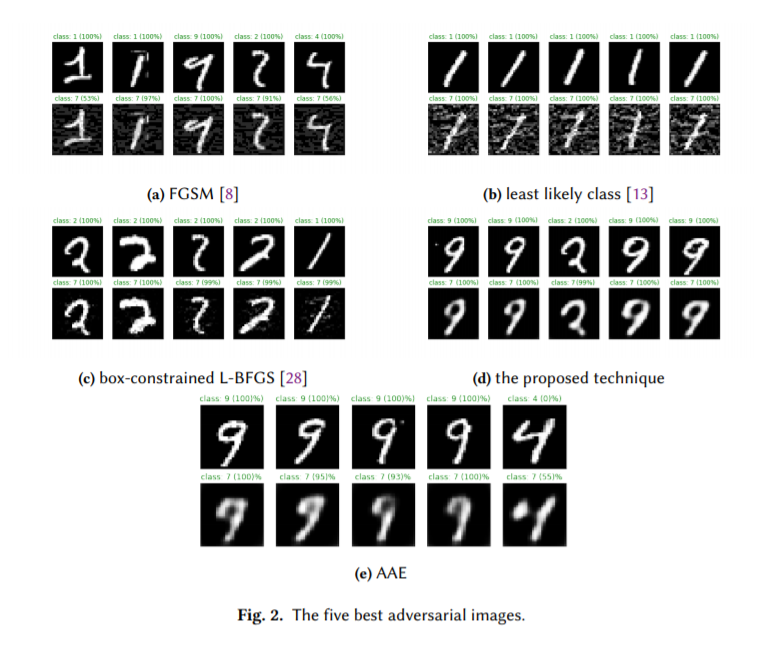 class: 1 (100%) class: 1 (100%) class: 9 (100%) class: 2 (100%) class: 4 (100%)
class: 7 (53%) class: 7 (97%) class: 7 (100%) class: 7 (91%) class: 7 (56%)
(a) FGSM [8]
class: 1 (100%) class: 1 (100%) class: 1 (100%) class: 1 (100%) class: 1 (100%)
class: 7 (100%) class: 7 (100%) class: 7 (100%) class: 7 (100%) class: 7 (100%)
(b) least likely class [13]
class: 2 (100%) class: 2 (100%) class: 2 (100%) class: 2 (100%) class: 1 (100%)
class: 7 (100%) class: 7 (100%) class: 7 (99%) class: 7 (99%) class: 7 (99%)
(c) box-constrained L-BFGS [28]
class: 9 (100%) class: 9 (100%) class: 2 (100%) class: 9 (100%) class: 9 (100%)
class: 7 (100%) class: 7 (100%) class: 7(99%) class: 7 (100%) class: 7 (100%)
(d) the proposed technique
class: 9 (100)%) class: 9 (100)%) class: 9 (100)%) class: 9 (100)%) class: 4 (0)%)
class: 7 (100)% class: 7 (95)% class: 7 (93)% class: 7 (100)% class: 7 (55)%
(e) AAE
Fig. 2. The five best adversarial images.